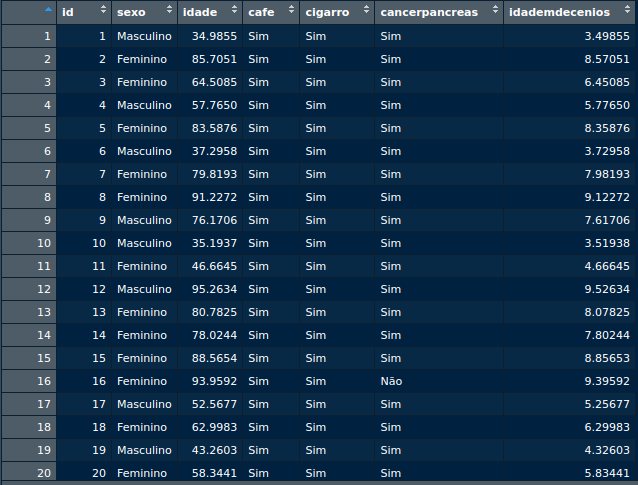 id sexo idade cafe cigarro cancerpancreas idademdecenios
1 1 Masculino 34.9855 Sim Sim Sim 3.49855
2 2 Feminino 85.7051 Sim Sim Sim 8.57051
3 3 Feminino 64.5085 Sim Sim Sim 6.45085
4 4 Masculino 57.7650 Sim Sim Sim 5.77650
5 5 Feminino 83.5876 Sim Sim Sim 8.35876
6 6 Masculino 37.2958 Sim Sim Sim 3.72958
7 7 Feminino 79.8193 Sim Sim Sim 7.98193
8 8 Feminino 91.2272 Sim Sim Sim 9.12272
9 9 Masculino 76.1706 Sim Sim Sim 7.61706
10 10 Masculino 35.1937 Sim Sim Sim 3.51938
11 11 Feminino 46.6645 Sim Sim Sim 4.66645
12 12 Masculino 95.2634 Sim Sim Sim 9.52634
13 13 Feminino 80.7825 Sim Sim Sim 8.07825
14 14 Feminino 78.0244 Sim Sim Sim 7.80244
15 15 Feminino 88.5654 Sim Sim Sim 8.85653
16 16 Feminino 93.9592 Sim Sim Não 9.39592
17 17 Masculino 52.5677 Sim Sim Sim 5.25677
18 18 Feminino 62.9983 Sim Sim Sim 6.29983
19 19 Masculino 43.2603 Sim Sim Sim 4.32603
20 20 Feminino 58.3441 Sim Sim Sim 5.83441